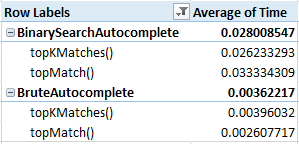 Row Labels Average of Time
BinarySearchAutocomplete 0.028008547
topKMatches() 0.026233293
topMatch() 0.033334309
BruteAutocomplete 0.00362217
topKMatches() 0.00396032
topMatch() 0.002607717